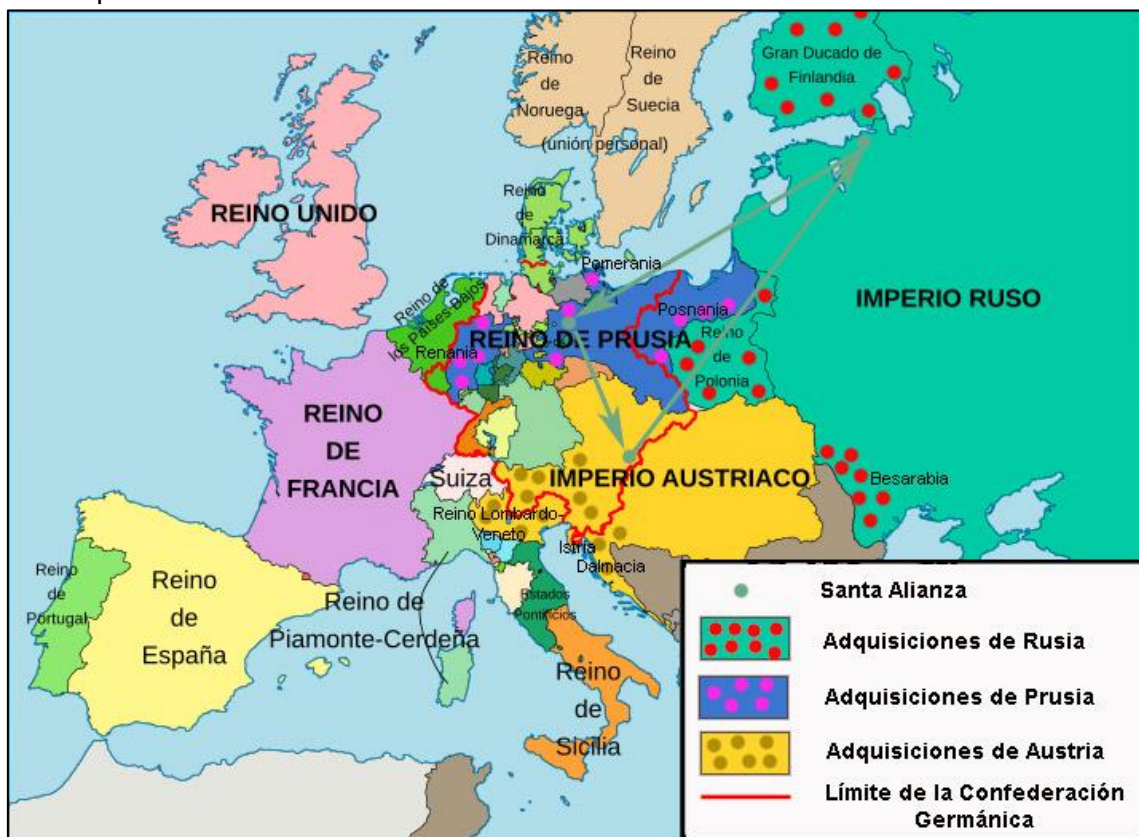 Gran Ducado de
Finlandia
Reino
de
Noruega
Reino
de
Suecia
(unión personal)
REINO UNIDO
Reino
de
Dinamarca
Pomerania
IMPERIO RUSO
Reino de
los Países Bajos
Posnania
REINO DE PRUSIA
Renania
Reino
de
Polonia
REINO
DE
FRANCIA
Suiza
IMPERIO AUSTRIACO
Besarabia
Reino Lombardo-
Veneto
Istria
Dalmacia
Reino
de
Portugal
Reino
de
España
Reino de
Piamonte-Cerdeña
Estados
Pontificios
Reino
de
Sicilia
Santa Alianza
Adquisiciones de Rusia
Adquisiciones de Prusia
Adquisiciones de Austria
Límite de la Confederación
Germánica